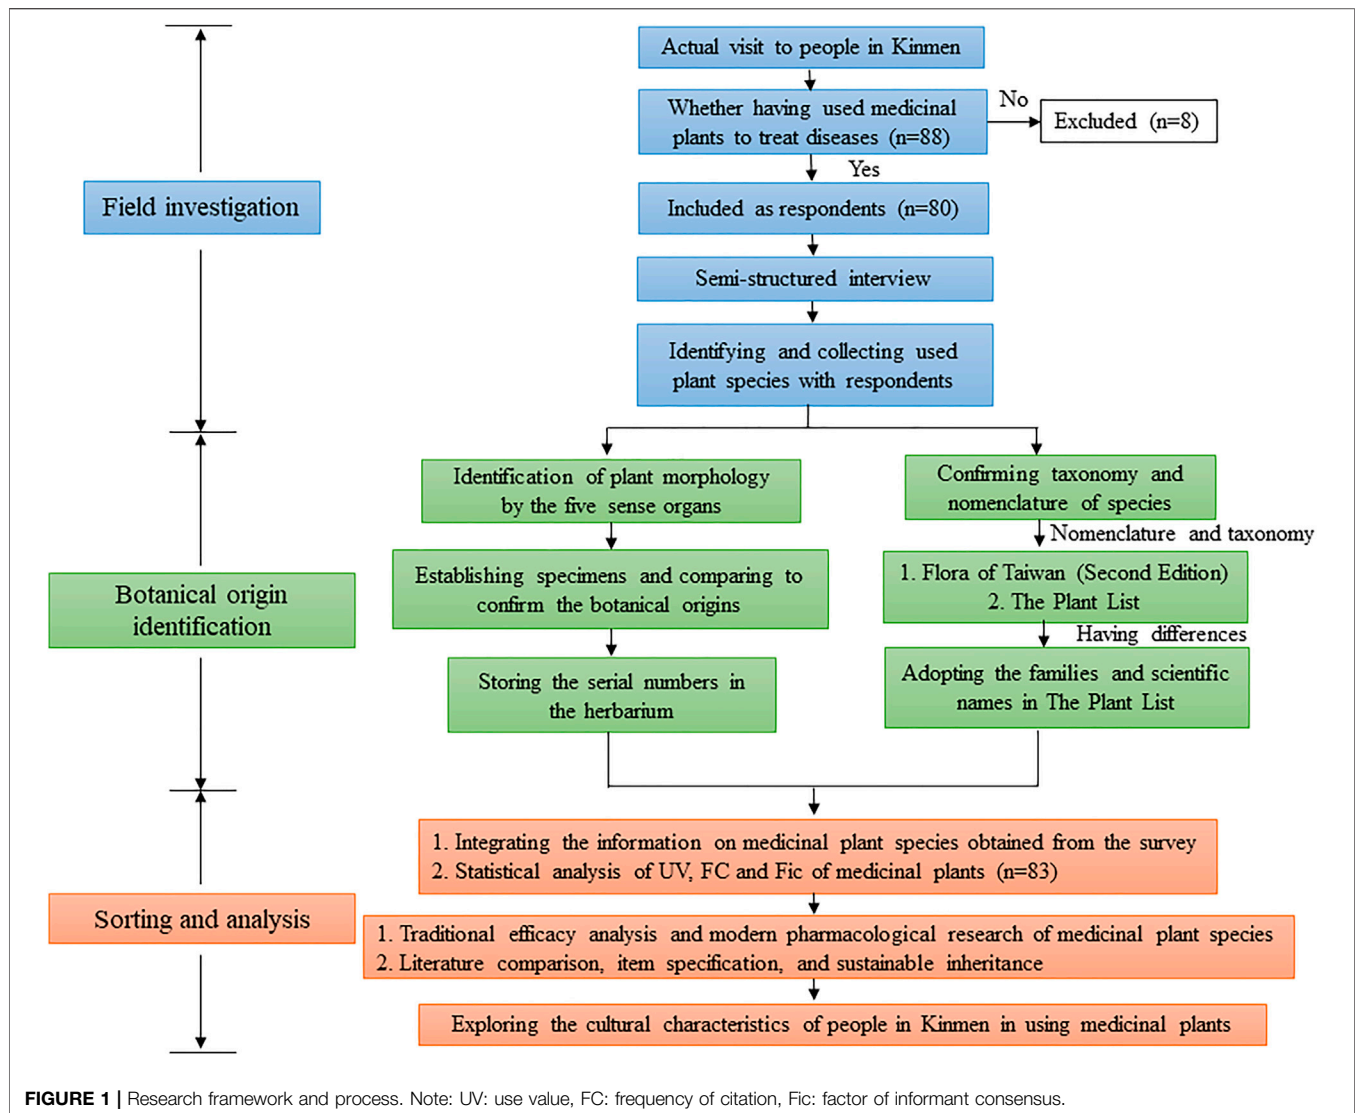 Actual visit to people in Kinmen
Whether having used medicinal
plants to treat diseases (n=88)
No
Excluded (n=8)
Yes
Field investigation
Included as respondents (n=80)
Semi-structured interview
Identifying and collecting used
plant species with respondents
Identification of plant morphology
by the five sense organs
Confirming taxonomy and
nomenclature of species
Nomenclature and taxonomy
Botanical origin
identification
Establishing specimens and comparing to
confirm the botanical origins
1. Flora of Taiwan (Second Edition)
2. The Plant List
Having differences
Storing the serial numbers in
the herbarium
Adopting the families and scientific
names in The Plant List
1. Integrating the information on medicinal plant species obtained from the survey
2. Statistical analysis of UV, FC and Fic of medicinal plants (n=83)
Sorting and analysis
1. Traditional efficacy analysis and modern pharmacological research of medicinal plant species
2. Literature comparison, item specification, and sustainable inheritance
Exploring the cultural characteristics of people in Kinmen in using medicinal plants
FIGURE 1 | Research framework and process. Note: UV: use value, FC: frequency of citation, Fic: factor of informant consensus.